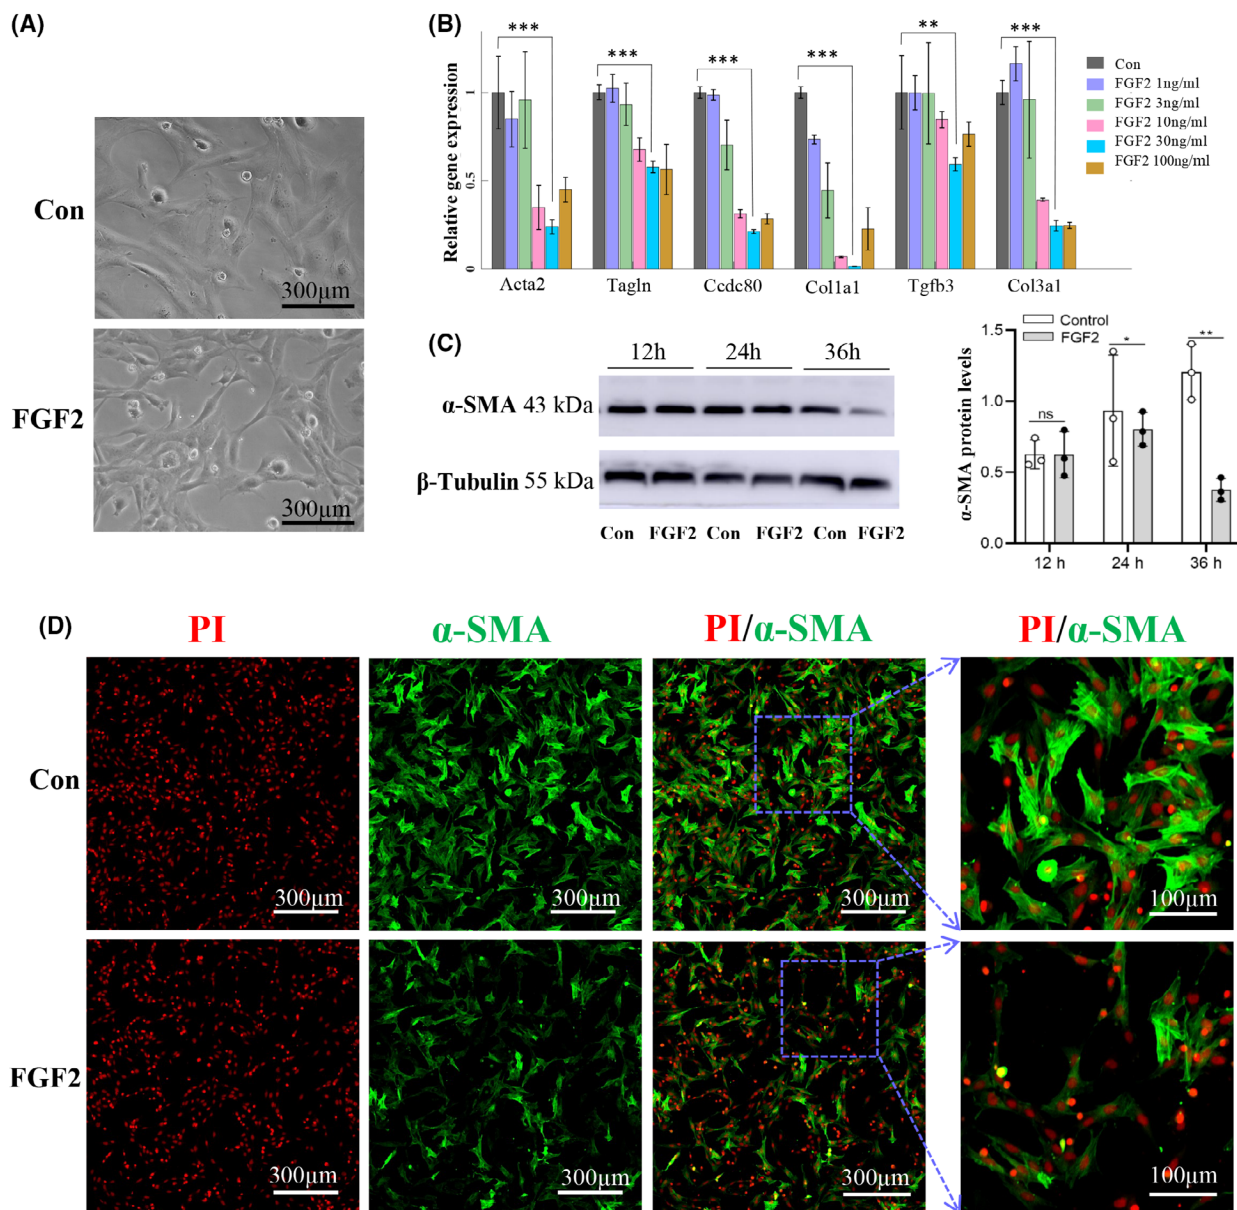 (A)
Con
300μm
FGF2
300μm
(B)
Relative gene expression
1
0.5
0
***
***
***
***
**
***
Acta2
Tagln
Ccdc80
Col1a1
Tgfb3
Col3a1
Con
FGF2 1ng/ml
FGF2 3ng/ml
FGF2 10ng/ml
FGF2 30ng/ml
FGF2 100ng/ml
(C)
12h 24h 36h
α-SMA 43 kDa
β-Tubulin 55 kDa
Con FGF2 Con FGF2 Con FGF2
α-SMA protein levels
1.5
1.0
0.5
0.0
Control
FGF2
ns
*
**
12 h 24 h 36 h
(D)
PI α-SMA PI/α-SMA PI/α-SMA
Con
300μm 300μm 300μm 100μm
FGF2
300μm 300μm 300μm 100μm